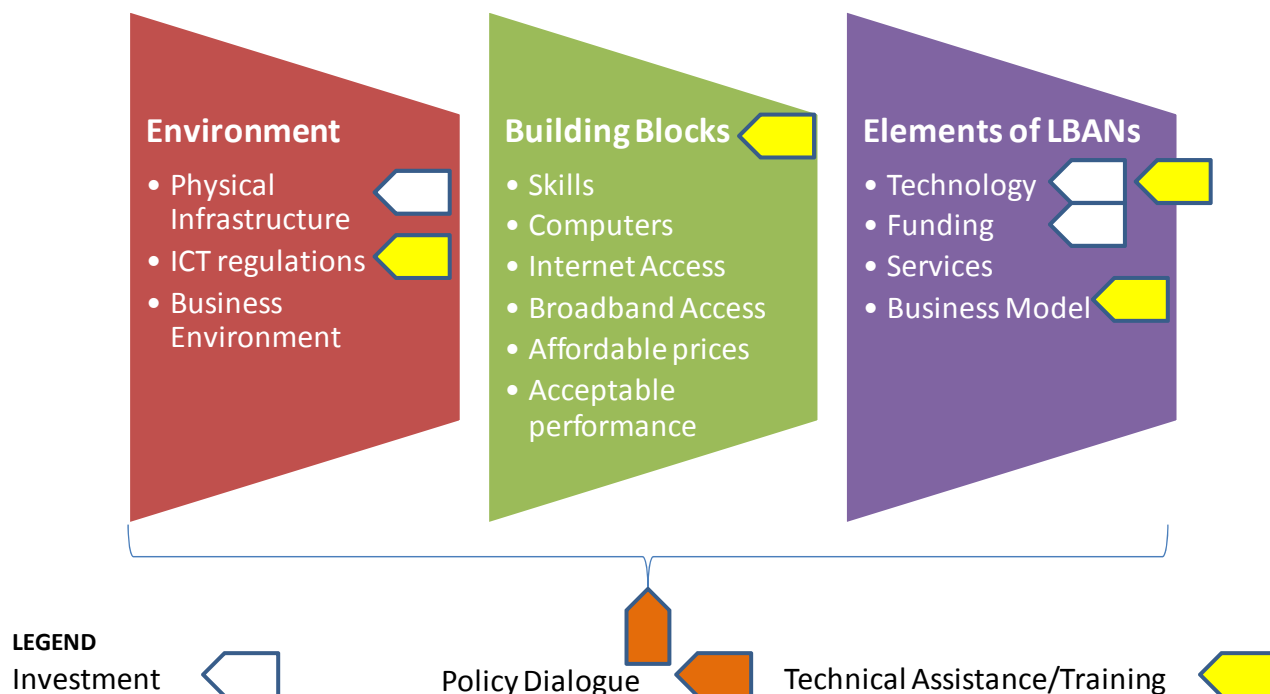 Environment
• Physical
Infrastructure
• ICT regulations
• Business
Environment
Building Blocks
• Skills
• Computers
• Internet Access
• Broadband Access
• Affordable prices
• Acceptable
performance
Elements of LBANs
• Technology
• Funding
• Services
• Business Model
LEGEND
Investment
Policy Dialogue
Technical Assistance/Training